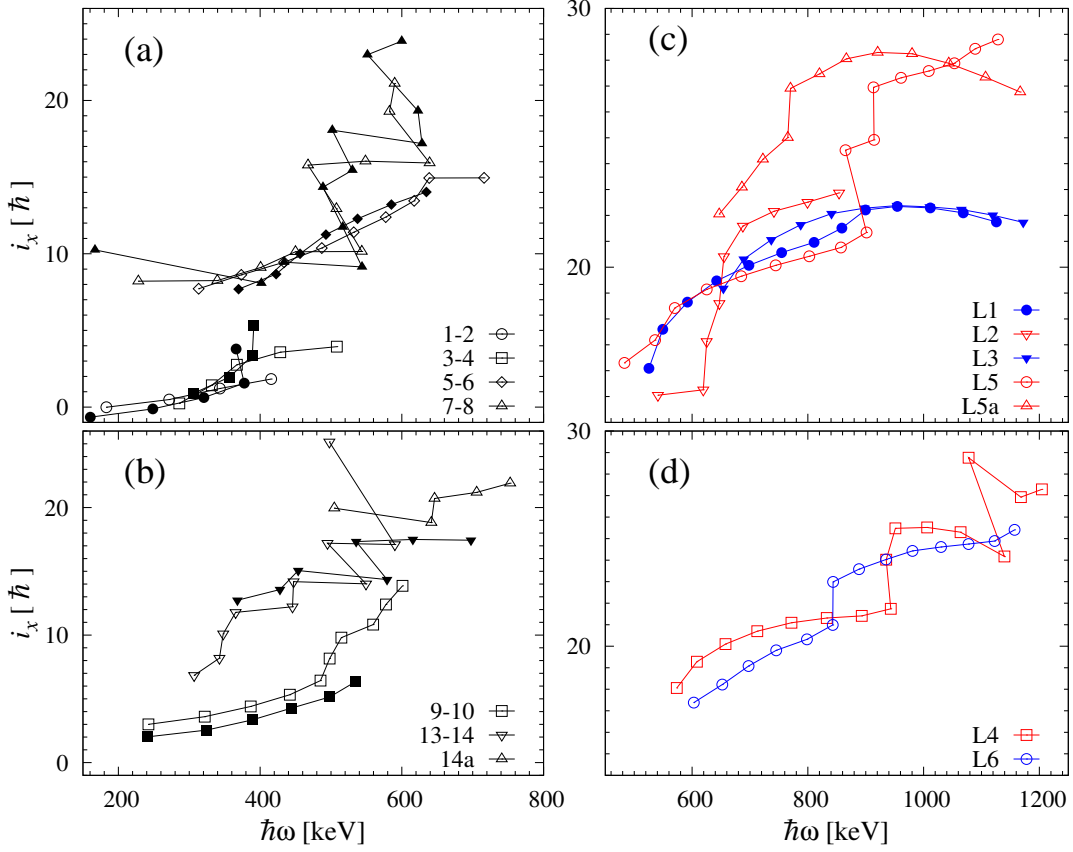 (a)
20
10
0
i_x [ħ]
1-2
3-4
5-6
7-8
(b)
20
10
0
i_x [ħ]
9-10
13-14
14a
200 400 600 800
ħω [keV]
30
(c)
20
L1
L2
L3
L5
L5a
30
(d)
20
L4
L6
600 800 1000 1200
ħω [keV]